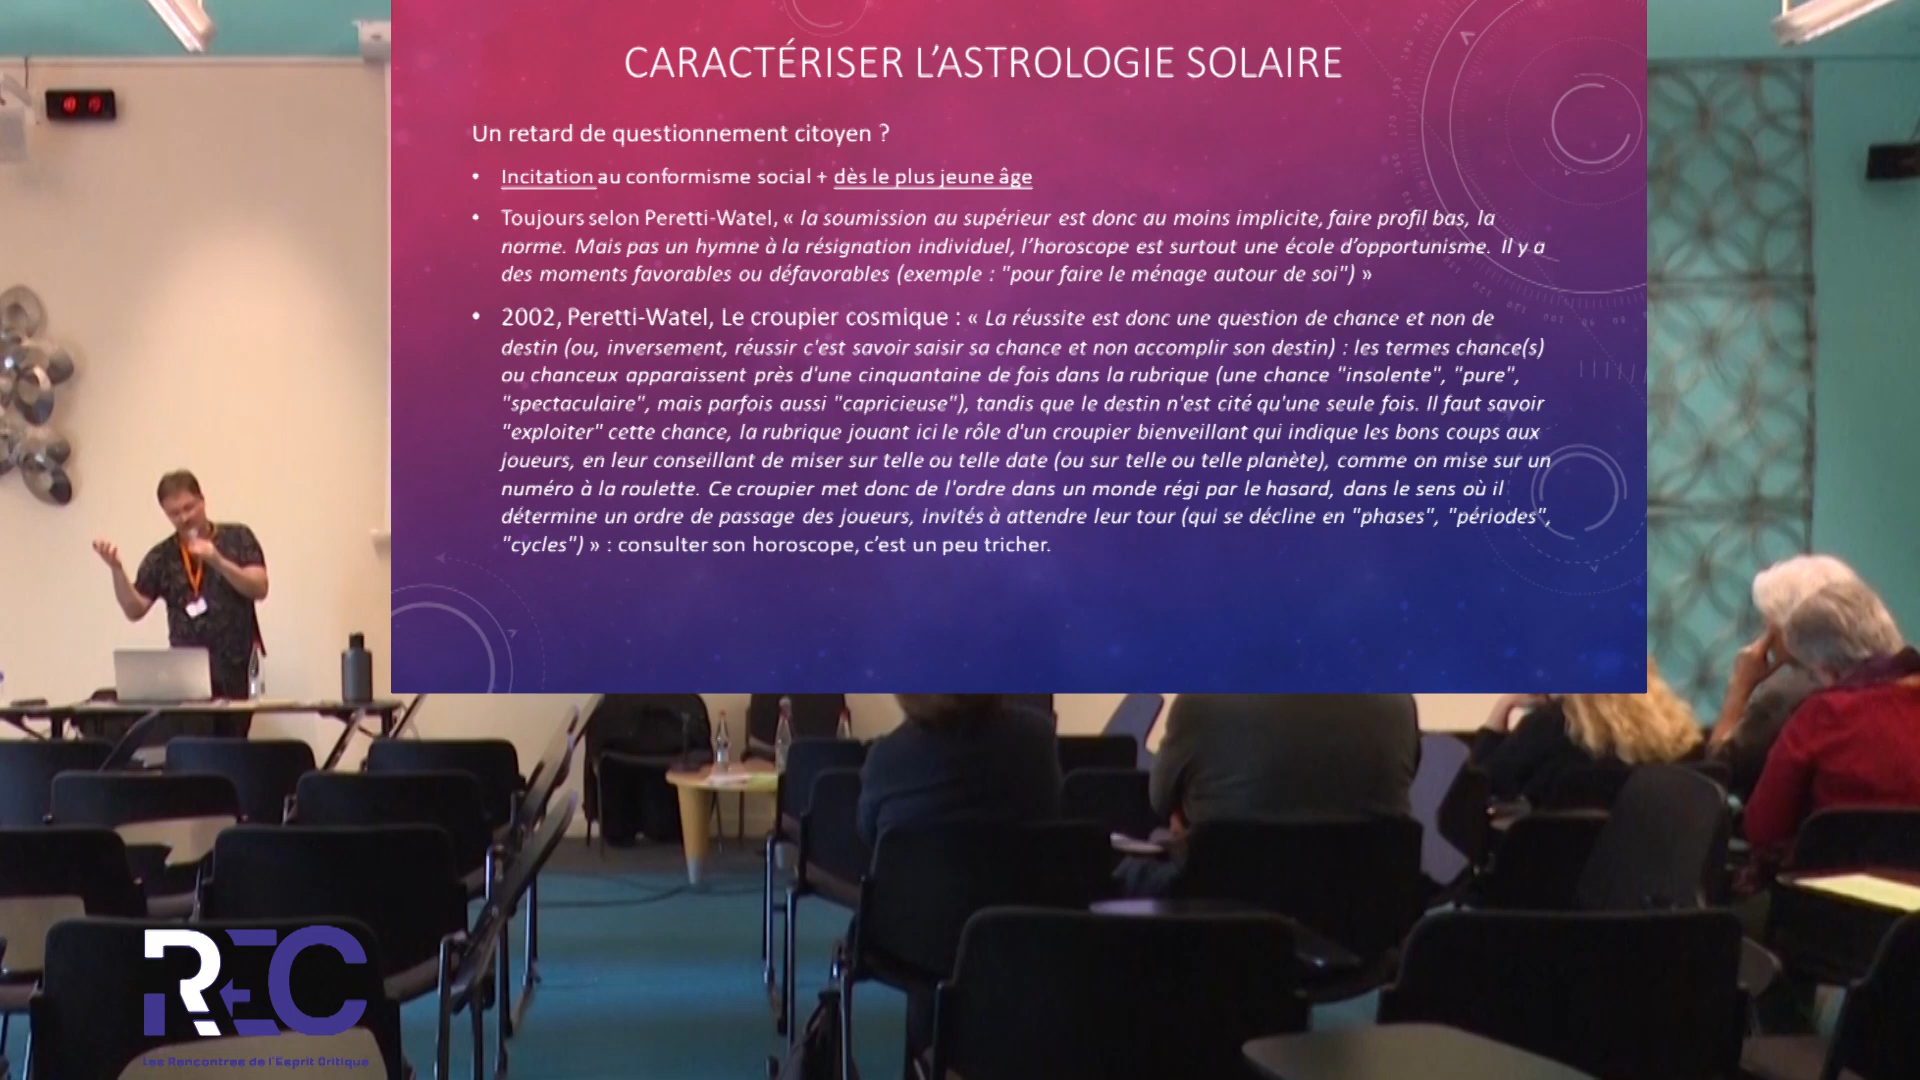 CARACTÉRISER L'ASTROLOGIE SOLAIRE
Un retard de questionnement citoyen ?
• Incitation au conformisme social + dès le plus jeune âge
• Toujours selon Peretti-Watel, « la soumission au supérieur est donc au moins implicite, faire profil bas, la
norme. Mais pas un hymne à la résignation individuel, l'horoscope est surtout une école d'opportunisme. Il y a
des moments favorables ou défavorables (exemple : "pour faire le ménage autour de soi") »
• 2002, Peretti-Watel, Le croupier cosmique : « La réussite est donc une question de chance et non de
destin (ou, inversement, réussir c'est savoir saisir sa chance et non accomplir son destin) : les termes chance(s)
ou chanceux apparaissent près d'une cinquantaine de fois dans la rubrique (une chance "insolente", "pure",
"spectaculaire", mais parfois aussi "capricieuse"), tandis que le destin n'est cité qu'une seule fois. Il faut savoir
"exploiter" cette chance, la rubrique jouant ici le rôle d'un croupier bienveillant qui indique les bons coups aux
joueurs, en leur conseillant de miser sur telle ou telle date (ou sur telle ou telle planète), comme on mise sur un
numéro à la roulette. Ce croupier met donc de l'ordre dans un monde régi par le hasard, dans le sens où il
détermine un ordre de passage des joueurs, invités à attendre leur tour (qui se décline en "phases", "périodes",
"cycles") » : consulter son horoscope, c'est un peu tricher.
REC
Les Rencontres de l'Esprit Critique